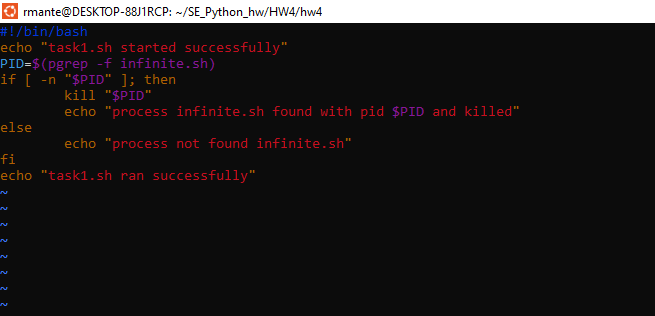 rmante@DESKTOP-88J1RCP: ~/SE_Python_hw/HW4/hw4
#!/bin/bash
echo "task1.sh started successfully"
PID=$(pgrep -f infinite.sh)
if [ -n "$PID" ]; then
        kill "$PID"
        echo "process infinite.sh found with pid $PID and killed"
else
        echo "process not found infinite.sh"
fi
echo "task1.sh ran successfully"
~
~
~
~
~
~
~
~